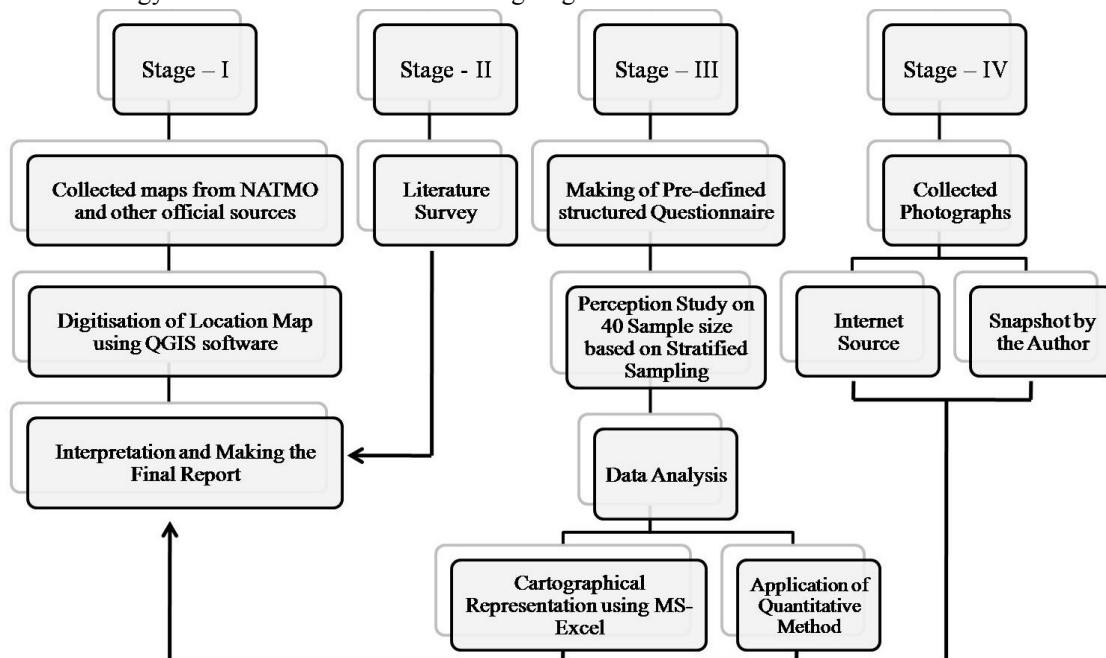 Stage – I
Stage - II
Stage – III
Stage – IV
Collected maps from NATMO
and other official sources
Literature
Survey
Making of Pre-defined
structured Questionnaire
Collected
Photographs
Digitisation of Location Map
using QGIS software
Perception Study on
40 Sample size
based on Stratified
Sampling
Internet
Source
Snapshot by
the Author
Interpretation and Making the
Final Report
Data Analysis
Cartographical
Representation using MS-
Excel
Application of
Quantitative
Method